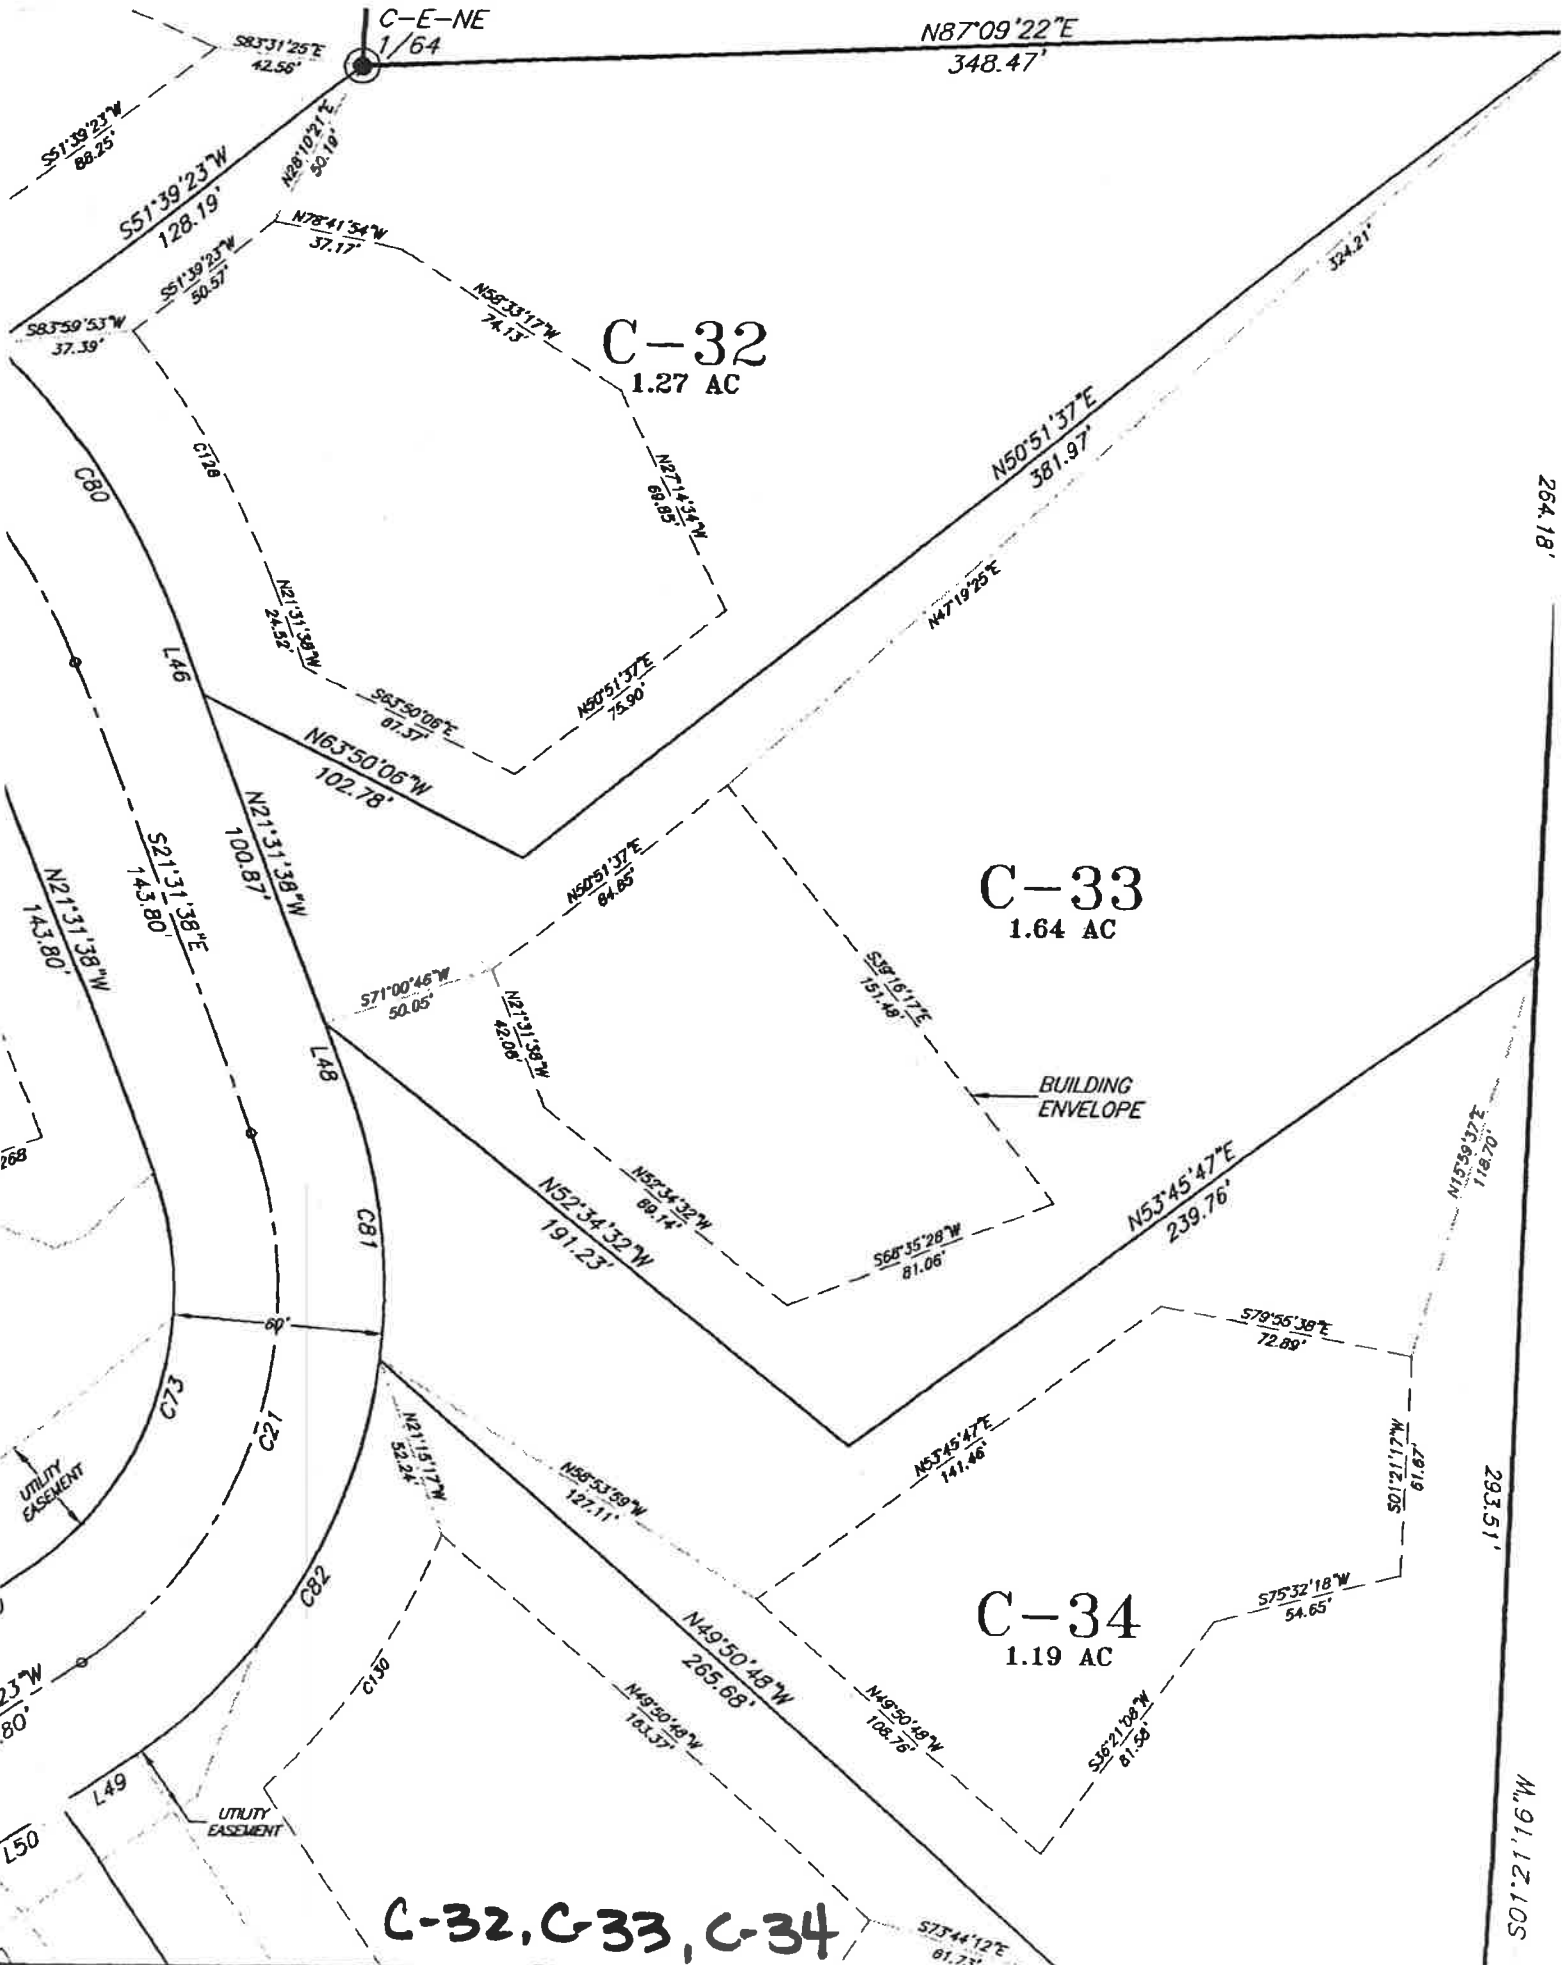 C-E-NE
1/64
N87°09'22"E
348.47'
S83°31'25"E
42.56'
S51°39'23"W
88.25'
S51°39'23"W
128.19'
N28°10'21"E
50.19'
N78°41'54"W
37.17'
S51°39'23"W
50.57'
S83°59'53"W
37.39'
N58°33'17"W
74.13'
C-32
1.27 AC
324.21'
N50°51'37"E
381.97'
C128
C80
N27°14'34"W
69.85'
264.18'
N47°19'25"E
N21°31'38"W
24.52'
L46
S63°50'06"E
87.37'
N50°51'37"E
75.90'
N63°50'06"W
102.78'
N21°31'38"W
100.87'
S21°31'38"E
143.80'
N21°31'38"W
143.80'
N50°51'37"E
84.85'
C-33
1.64 AC
S71°00'46"W
50.05'
N21°31'38"W
42.08'
S39°16'17"E
151.48'
L48
BUILDING
ENVELOPE
268
N15°59'37"E
118.70'
N52°34'32"W
89.14'
N52°34'32"W
191.23'
N53°45'47"E
239.76'
C81
S68°35'28"W
81.06'
60'
S79°55'38"E
72.89'
C73
C21
N21°15'17"W
52.24'
N53°45'47"E
141.46'
S01°21'17"W
61.97'
UTILITY
EASEMENT
N58°53'59"W
127.11'
293.51'
C82
S75°32'18"W
54.65'
C-34
1.19 AC
N49°50'48"W
265.68'
C130
23"W
80'
N49°50'48"W
163.37'
N49°50'48"W
108.76'
S36°21'08"W
81.58'
L49
UTILITY
EASEMENT
L50
S01°21'16"W
C-32, C-33, C-34
S73°44'12"E
61.73'